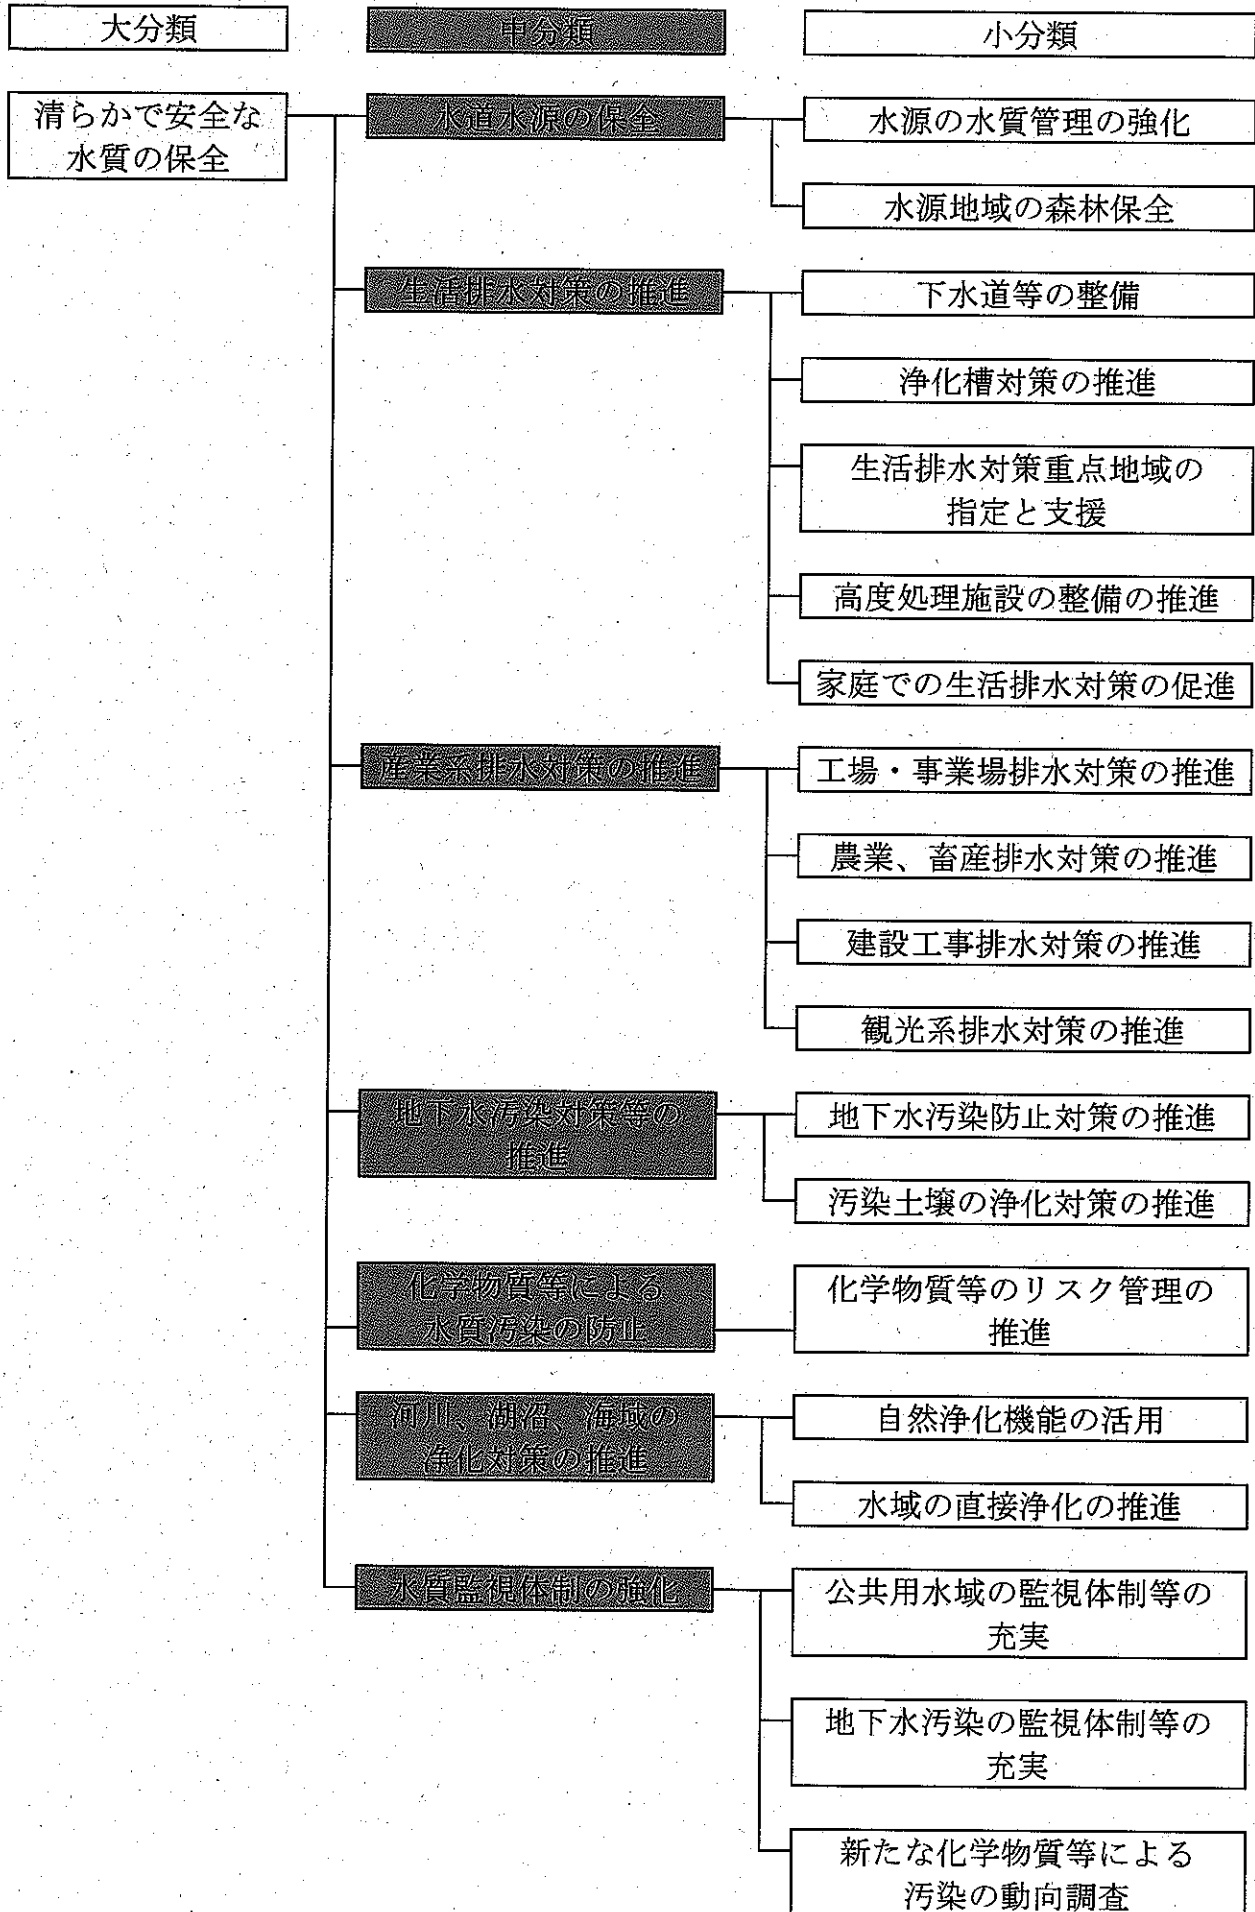 大分類
中分類
小分類
清らかで安全な
水質の保全
水道水源の保全
水源の水質管理の強化
水源地域の森林保全
生活排水対策の推進
下水道等の整備
浄化槽対策の推進
生活排水対策重点地域の
指定と支援
高度処理施設の整備の推進
家庭での生活排水対策の促進
産業系排水対策の推進
工場・事業場排水対策の推進
農業、畜産排水対策の推進
建設工事排水対策の推進
観光系排水対策の推進
地下水汚染対策等の
推進
地下水汚染防止対策の推進
汚染土壌の浄化対策の推進
化学物質等による
水質汚染の防止
化学物質等のリスク管理の
推進
河川、湖沼、海域の
浄化対策の推進
自然浄化機能の活用
水域の直接浄化の推進
水質監視体制の強化
公共用水域の監視体制等の
充実
地下水汚染の監視体制等の
充実
新たな化学物質等による
汚染の動向調査